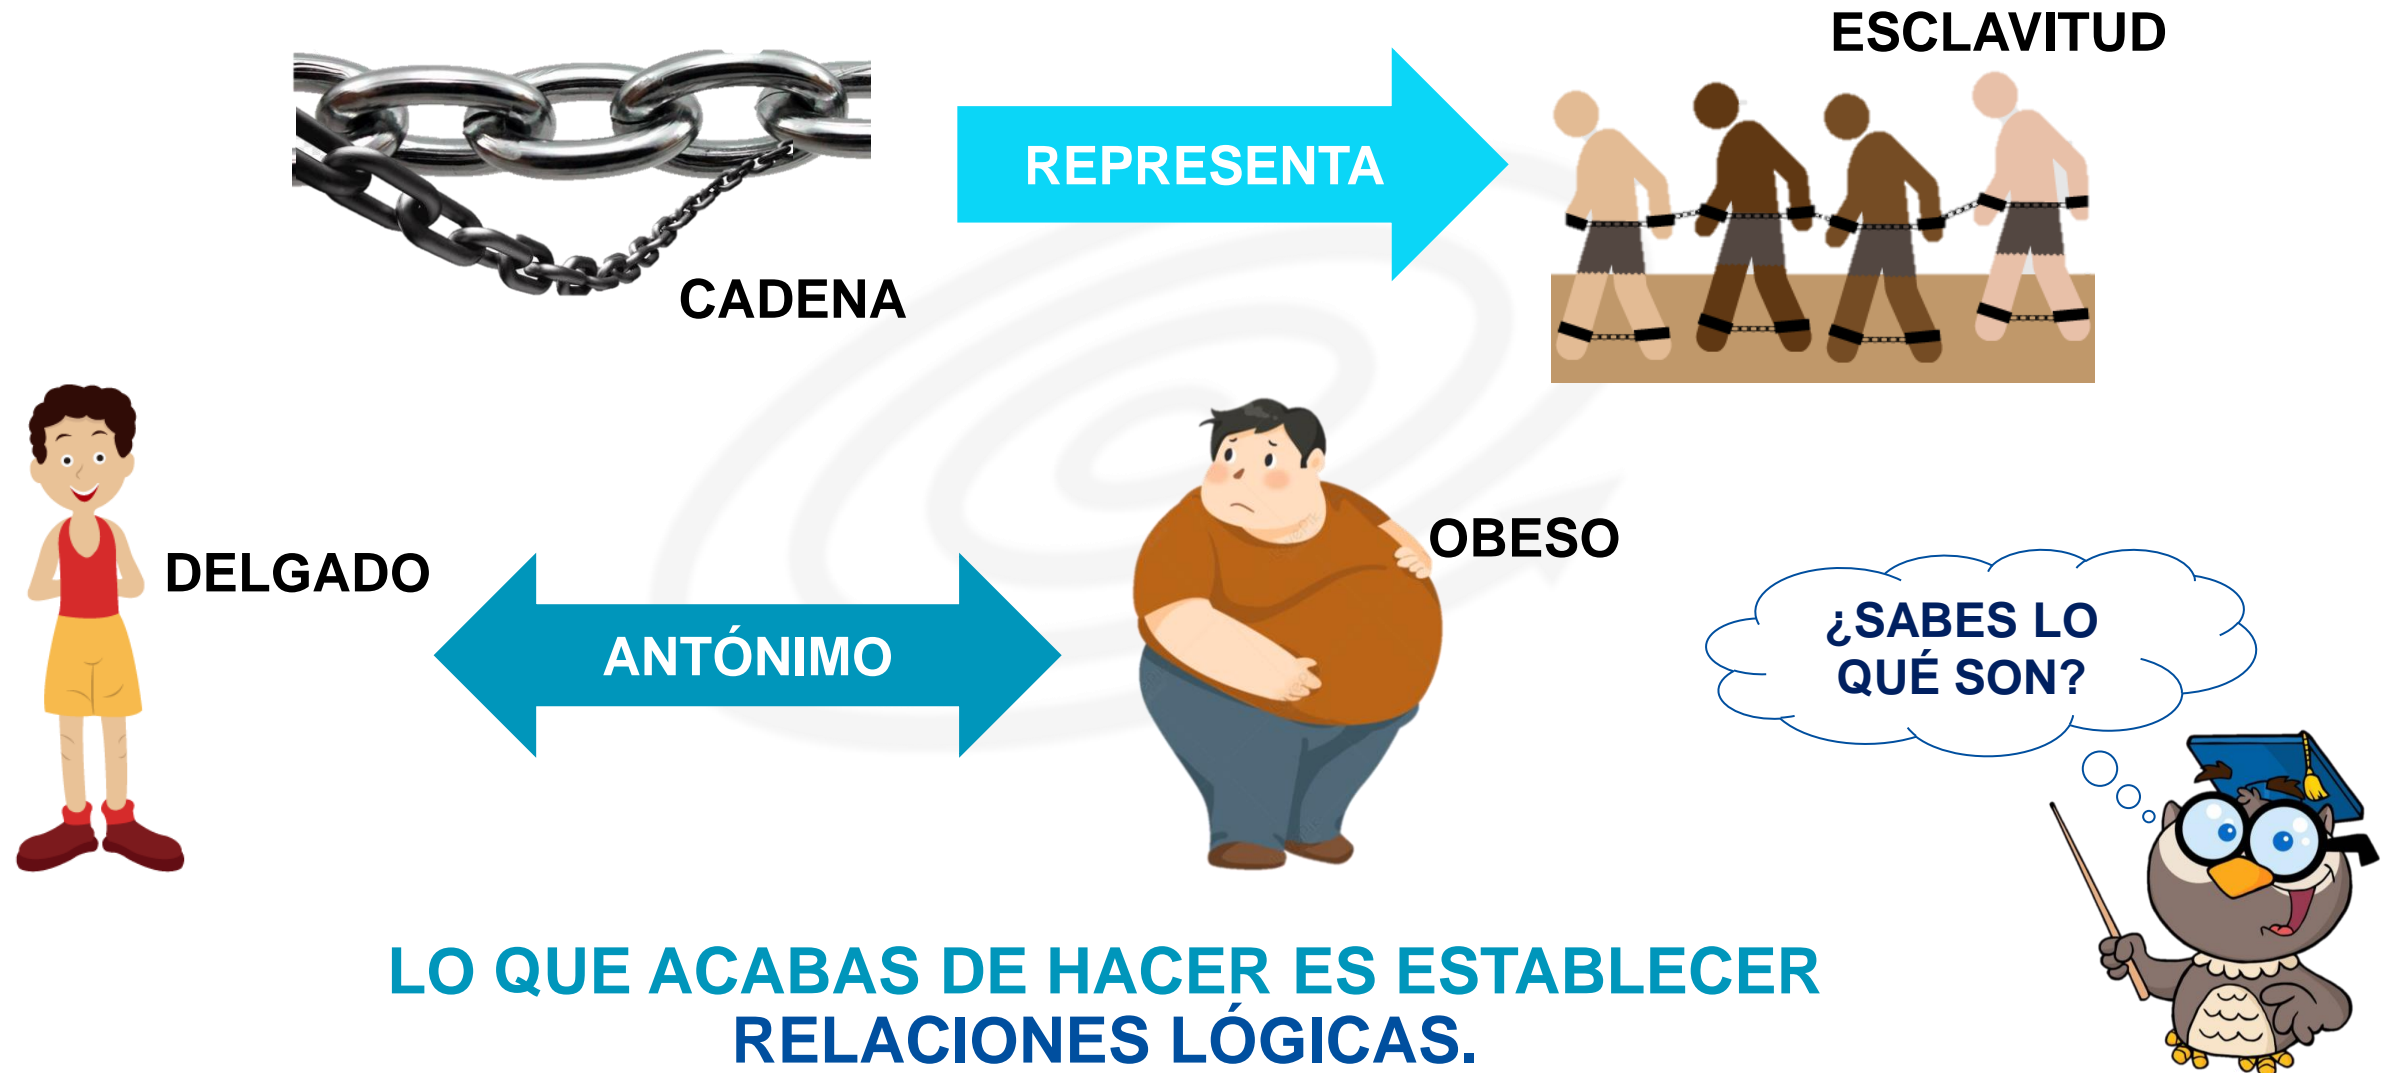 ESCLAVITUD
REPRESENTA
CADENA
DELGADO
ANTÓNIMO
OBESO
¿SABES LO
QUÉ SON?
LO QUE ACABAS DE HACER ES ESTABLECER
RELACIONES LÓGICAS.